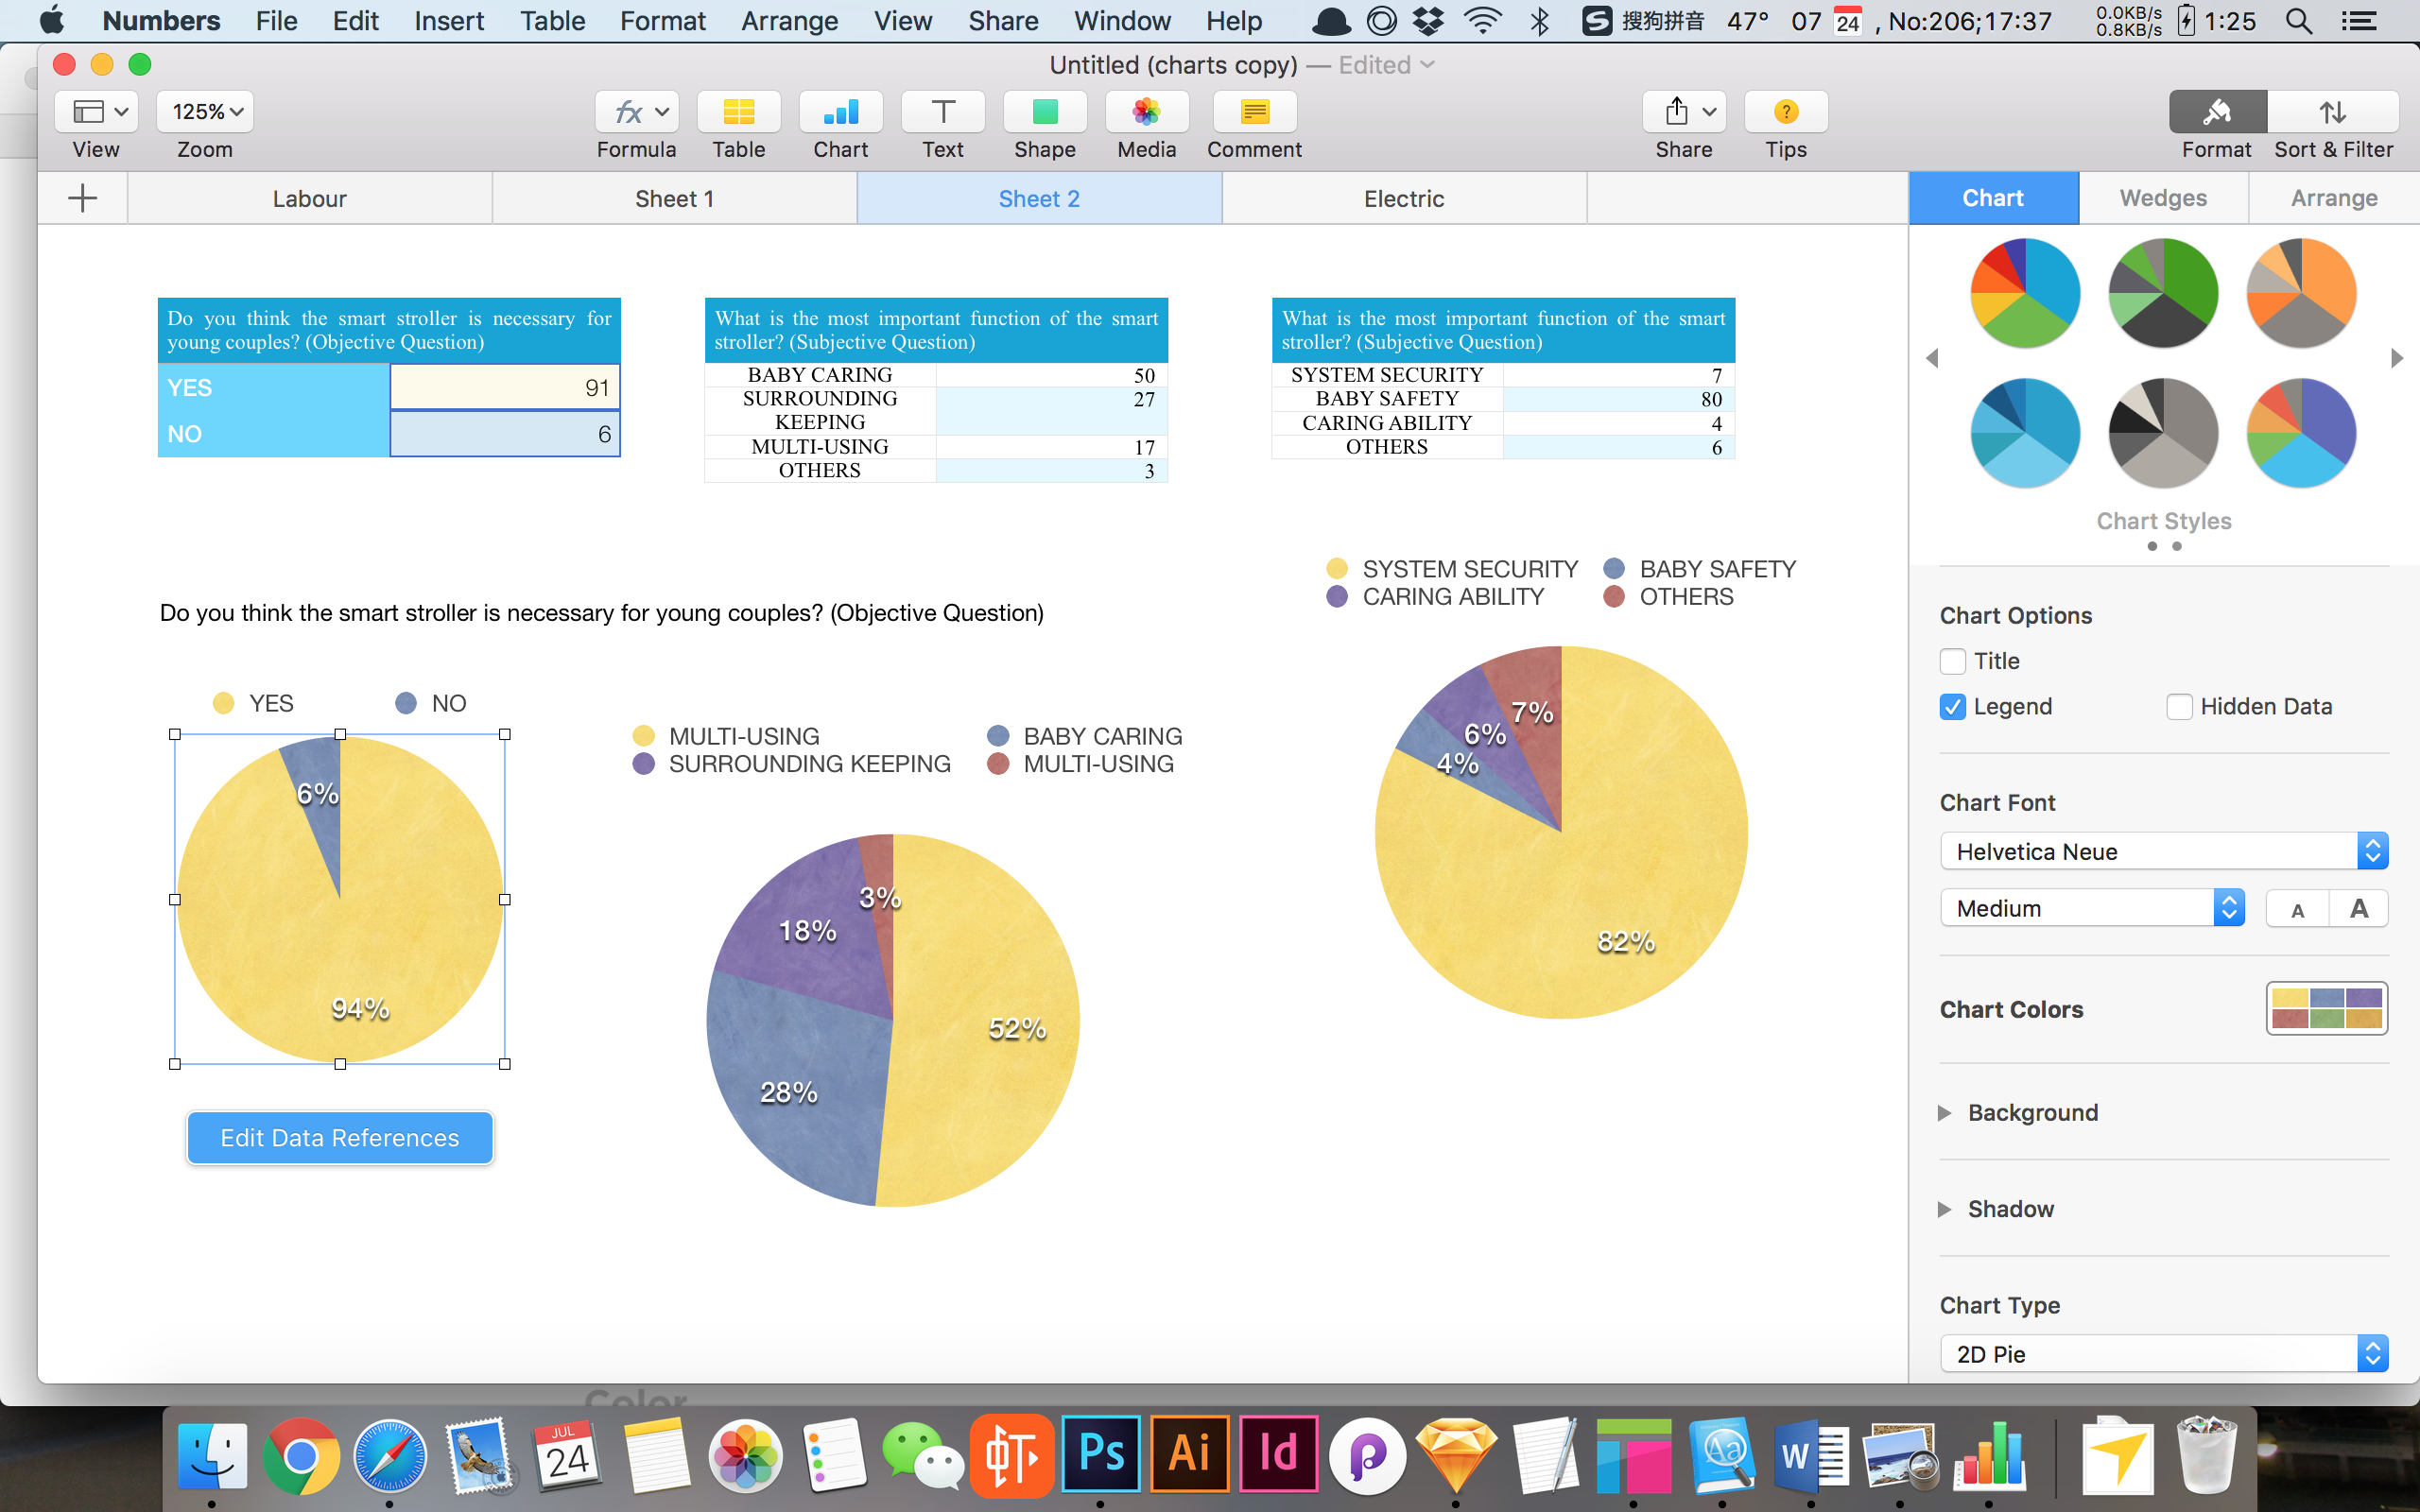 Numbers File Edit Insert Table Format Arrange View Share Window Help 搜狗拼音 47° 07 24 , No:206;17:37 0.0KB/s 0.8KB/s 1:25
Untitled (charts copy) — Edited
125% fx T ?
View Zoom Formula Table Chart Text Shape Media Comment Share Tips Format Sort & Filter
Labour Sheet 1 Sheet 2 Electric Chart Wedges Arrange
Do you think the smart stroller is necessary for
young couples? (Objective Question)
YES 91
NO 6
What is the most important function of the smart
stroller? (Subjective Question)
BABY CARING 50
SURROUNDING 27
KEEPING
MULTI-USING 17
OTHERS 3
What is the most important function of the smart
stroller? (Subjective Question)
SYSTEM SECURITY 7
BABY SAFETY 80
CARING ABILITY 4
OTHERS 6
Do you think the smart stroller is necessary for young couples? (Objective Question)
YES NO
6%
94%
Edit Data References
MULTI-USING BABY CARING
SURROUNDING KEEPING MULTI-USING
3%
18%
52%
28%
SYSTEM SECURITY BABY SAFETY
CARING ABILITY OTHERS
7%
6%
4%
82%
Chart Styles
Chart Options
Title
Legend Hidden Data
Chart Font
Helvetica Neue
Medium A A
Chart Colors
Background
Shadow
Chart Type
2D Pie
Color
JUL
24
Ps Ai Id
Aa
W